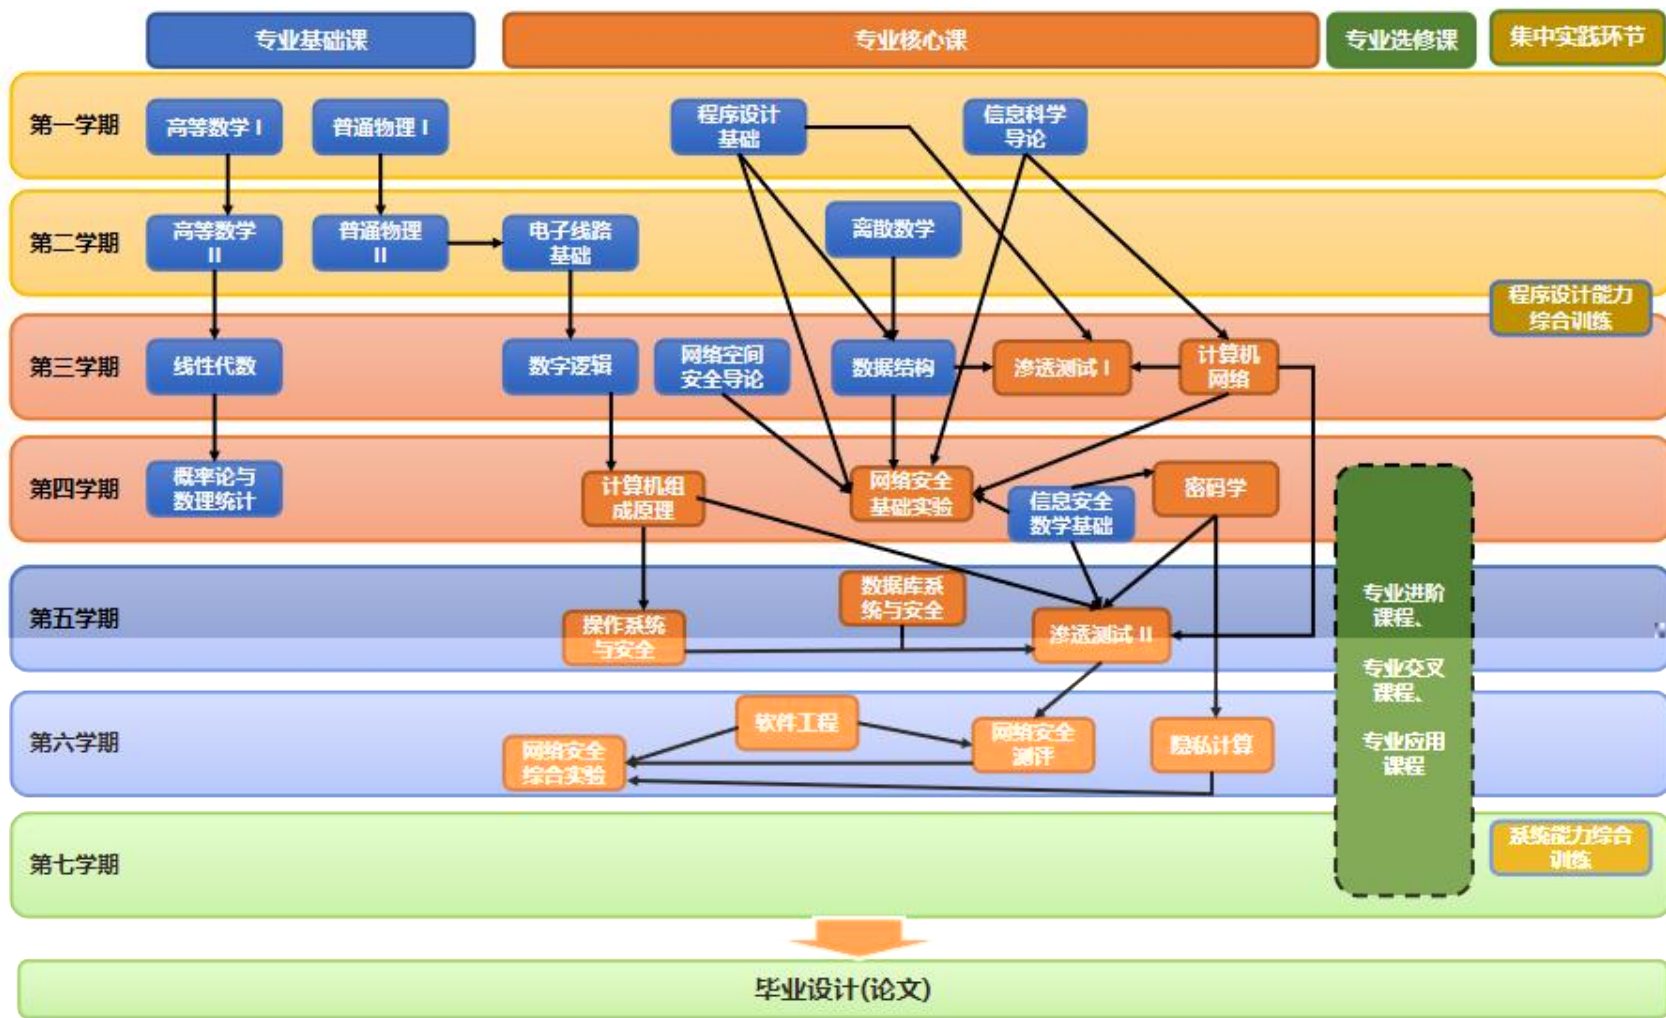 专业基础课
专业核心课
专业选修课
集中实践环节
第一学期
高等数学 I
普通物理 I
程序设计
基础
信息科学
导论
第二学期
高等数学
II
普通物理
II
电子线路
基础
离散数学
程序设计能力
综合训练
第三学期
线性代数
数字逻辑
网络空间
安全导论
数据结构
渗透测试 I
计算机
网络
第四学期
概率论与
数理统计
计算机组
成原理
网络安全
基础实验
信息安全
数学基础
密码学
第五学期
操作系统
与安全
数据库系
统与安全
渗透测试 II
专业进阶
课程、
专业交叉
课程、
专业应用
课程
第六学期
网络安全
综合实验
软件工程
网络安全
测评
隐私计算
第七学期
系统能力综合
训练
毕业设计(论文)